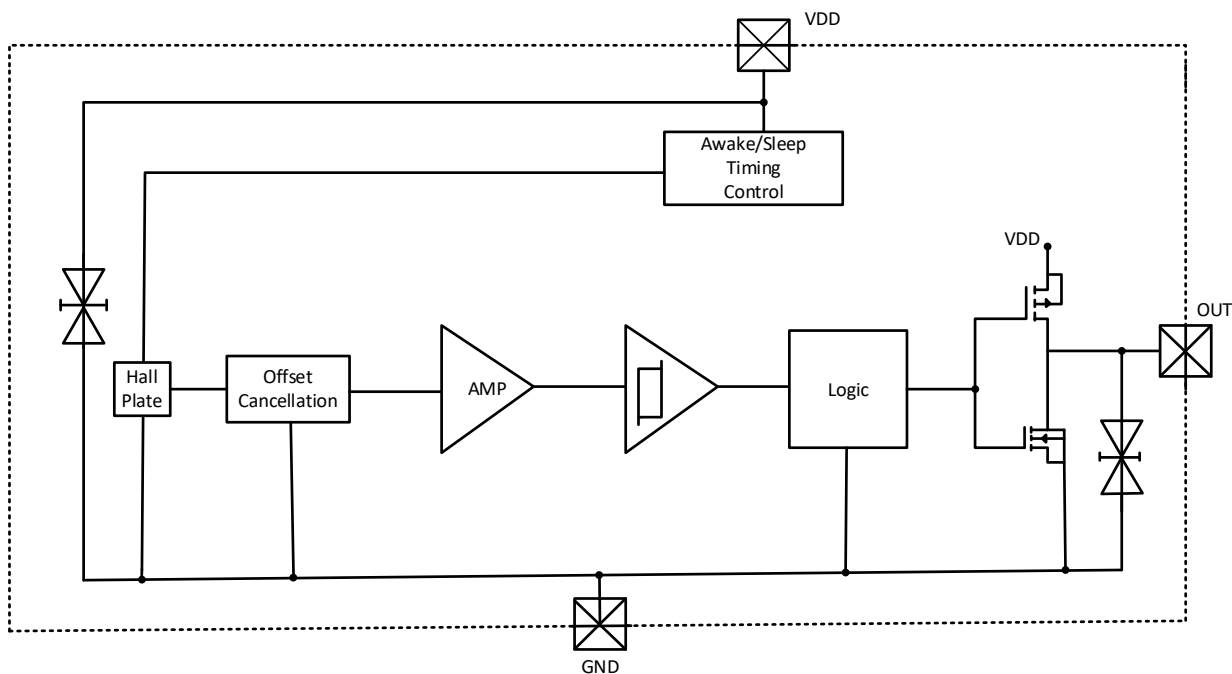 VDD
Awake/Sleep
Timing
Control
VDD
OUT
Hall
Plate
Offset
Cancellation
AMP
Logic
GND